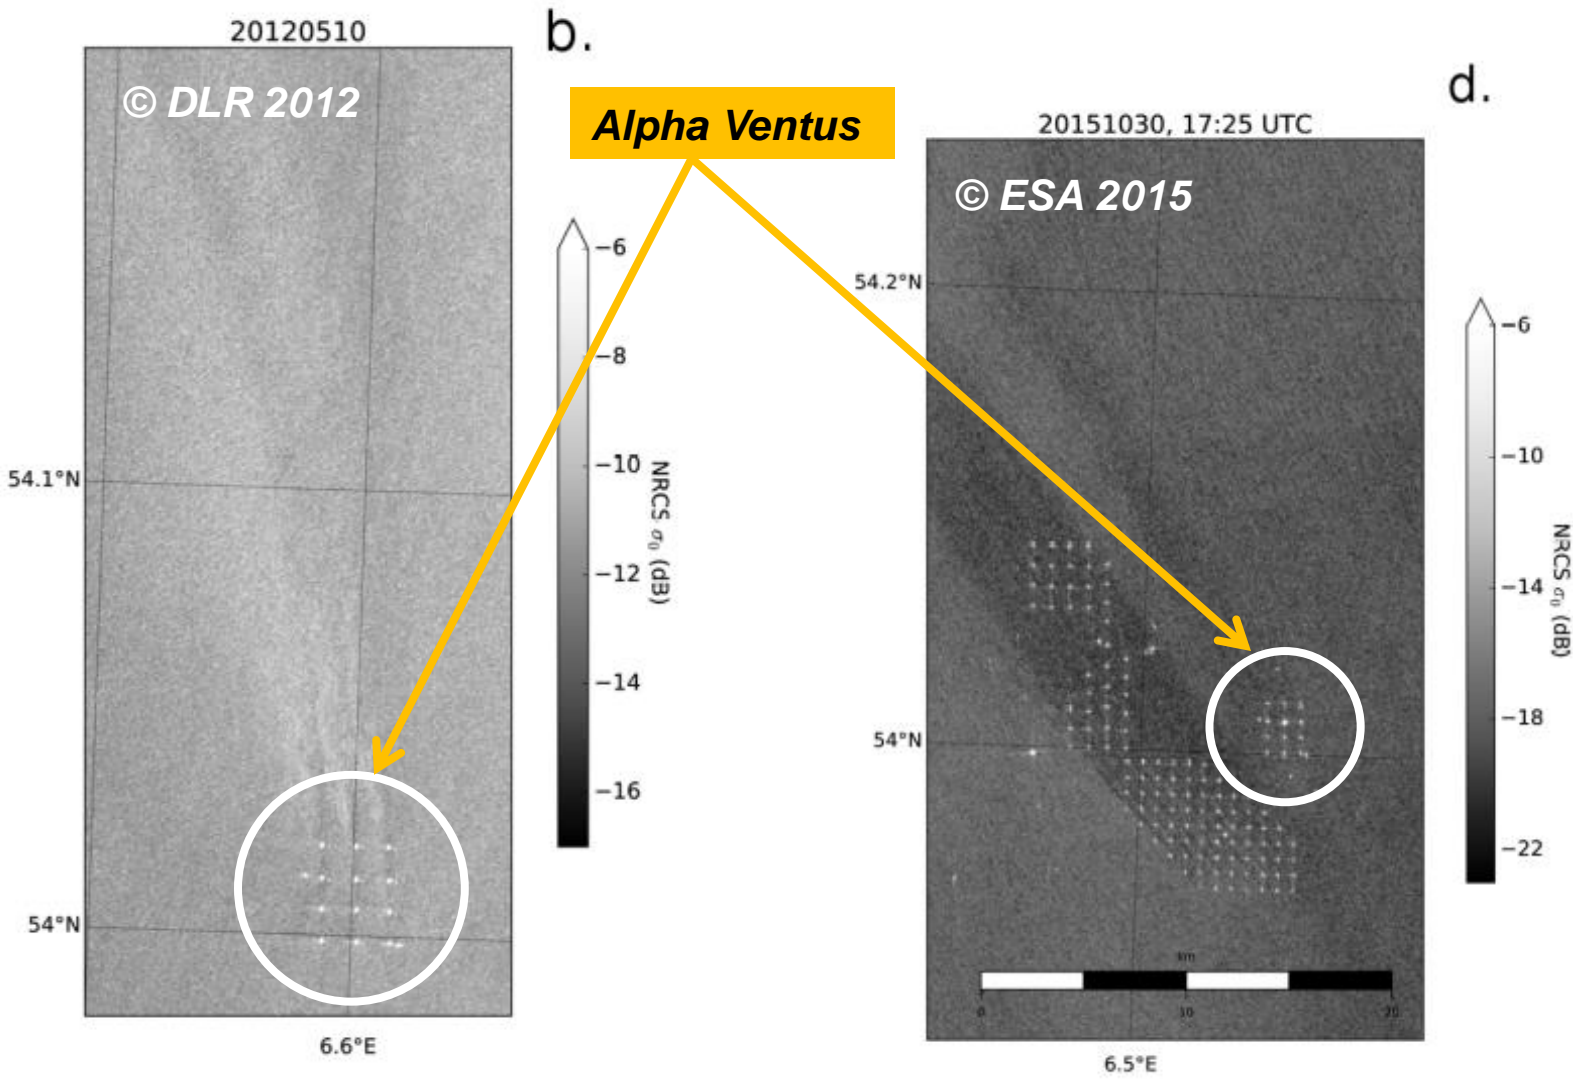 20120510
b.
© DLR 2012
54.1°N
54°N
6.6°E
−6
−8
−10
−12
−14
−16
NRCS σ₀ (dB)
Alpha Ventus
d.
20151030, 17:25 UTC
© ESA 2015
54.2°N
54°N
km
0
10
20
6.5°E
−6
−10
−14
−18
−22
NRCS σ₀ (dB)